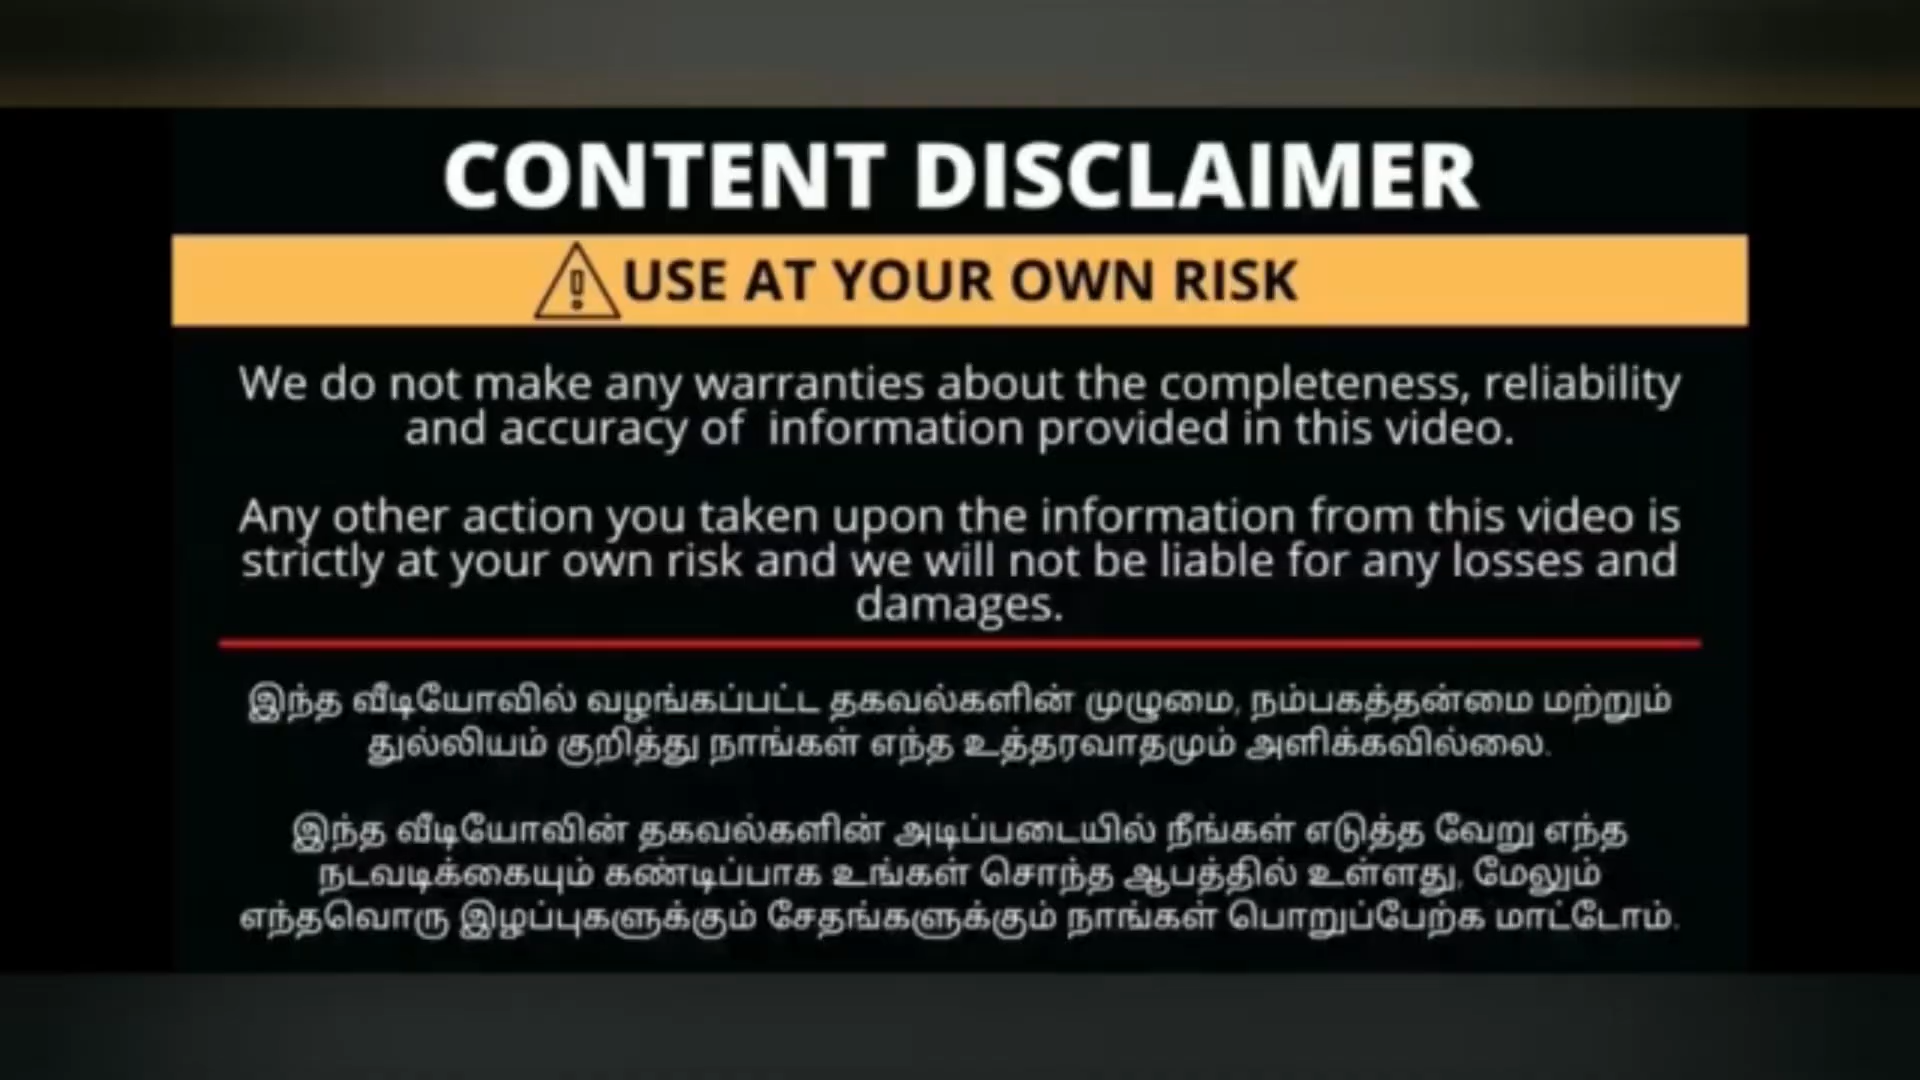 CONTENT DISCLAIMER
USE AT YOUR OWN RISK
We do not make any warranties about the completeness, reliability
and accuracy of information provided in this video.
Any other action you taken upon the information from this video is
strictly at your own risk and we will not be liable for any losses and
damages.
இந்த வீடியோவில் வழங்கப்பட்ட தகவல்களின் முழுமை, நம்பகத்தன்மை மற்றும்
துல்லியம் குறித்து நாங்கள் எந்த உத்தரவாதமும் அளிக்கவில்லை.
இந்த வீடியோவின் தகவல்களின் அடிப்படையில் நீங்கள் எடுத்த வேறு எந்த
நடவடிக்கையும் கண்டிப்பாக உங்கள் சொந்த ஆபத்தில் உள்ளது, மேலும்
எந்தவொரு இழப்புகளுக்கும் சேதங்களுக்கும் நாங்கள் பொறுப்பேற்க மாட்டோம்.